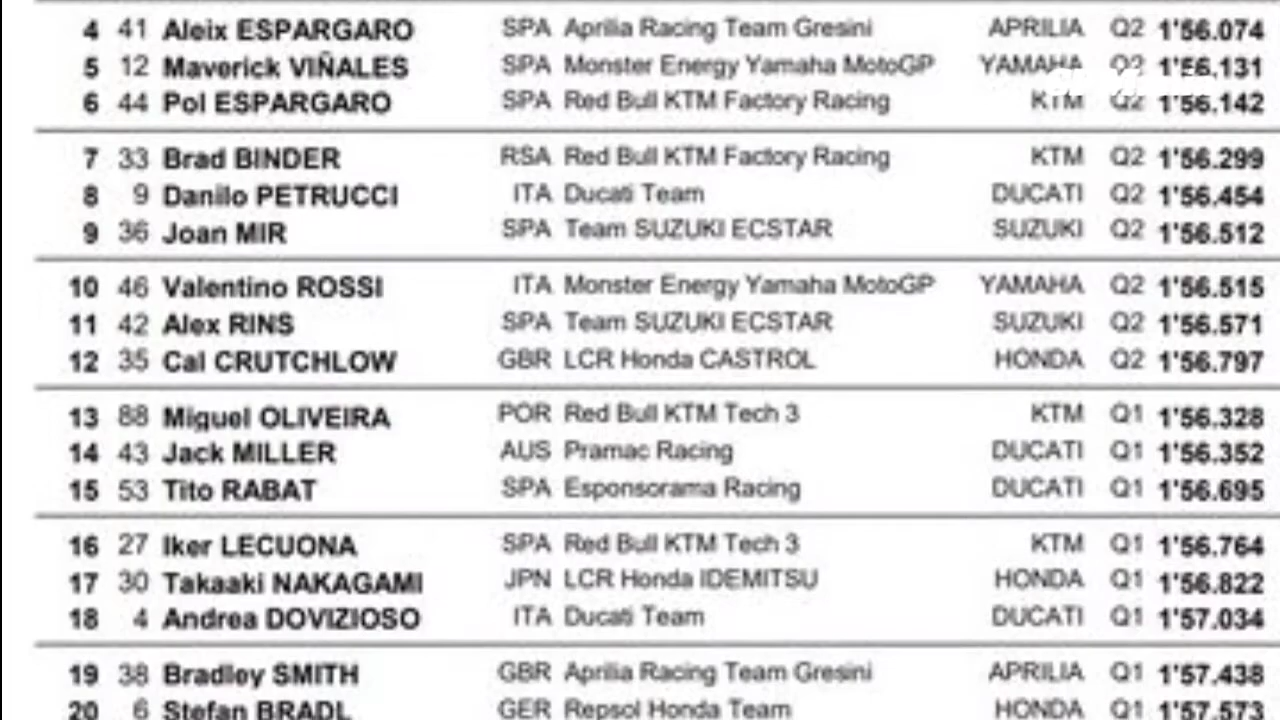 4 41 Aleix ESPARGARO SPA Aprilia Racing Team Gresini APRILIA Q2 1'56.074
5 12 Maverick VIÑALES SPA Monster Energy Yamaha MotoGP YAMAHA Q2 1'56.131
6 44 Pol ESPARGARO SPA Red Bull KTM Factory Racing KTM Q2 1'56.142
7 33 Brad BINDER RSA Red Bull KTM Factory Racing KTM Q2 1'56.299
8 9 Danilo PETRUCCI ITA Ducati Team DUCATI Q2 1'56.454
9 36 Joan MIR SPA Team SUZUKI ECSTAR SUZUKI Q2 1'56.512
10 46 Valentino ROSSI ITA Monster Energy Yamaha MotoGP YAMAHA Q2 1'56.515
11 42 Alex RINS SPA Team SUZUKI ECSTAR SUZUKI Q2 1'56.571
12 35 Cal CRUTCHLOW GBR LCR Honda CASTROL HONDA Q2 1'56.797
13 88 Miguel OLIVEIRA POR Red Bull KTM Tech 3 KTM Q1 1'56.328
14 43 Jack MILLER AUS Pramac Racing DUCATI Q1 1'56.352
15 53 Tito RABAT SPA Esponsorama Racing DUCATI Q1 1'56.695
16 27 Iker LECUONA SPA Red Bull KTM Tech 3 KTM Q1 1'56.764
17 30 Takaaki NAKAGAMI JPN LCR Honda IDEMITSU HONDA Q1 1'56.822
18 4 Andrea DOVIZIOSO ITA Ducati Team DUCATI Q1 1'57.034
19 38 Bradley SMITH GBR Aprilia Racing Team Gresini APRILIA Q1 1'57.438
20 6 Stefan BRADL GER Repsol Honda Team HONDA Q1 1'57.573